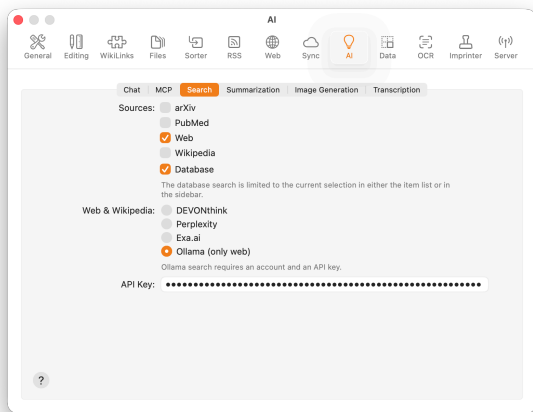 AI
General Editing WikiLinks Files Sorter RSS Web Sync AI Data OCR Imprinter Server
Chat MCP Search Summarization Image Generation Transcription
Sources: arXiv
PubMed
Web
Wikipedia
Database
The database search is limited to the current selection in either the item list or in
the sidebar.
Web & Wikipedia: DEVONthink
Perplexity
Exa.ai
Ollama (only web)
Ollama search requires an account and an API key.
API Key:
?